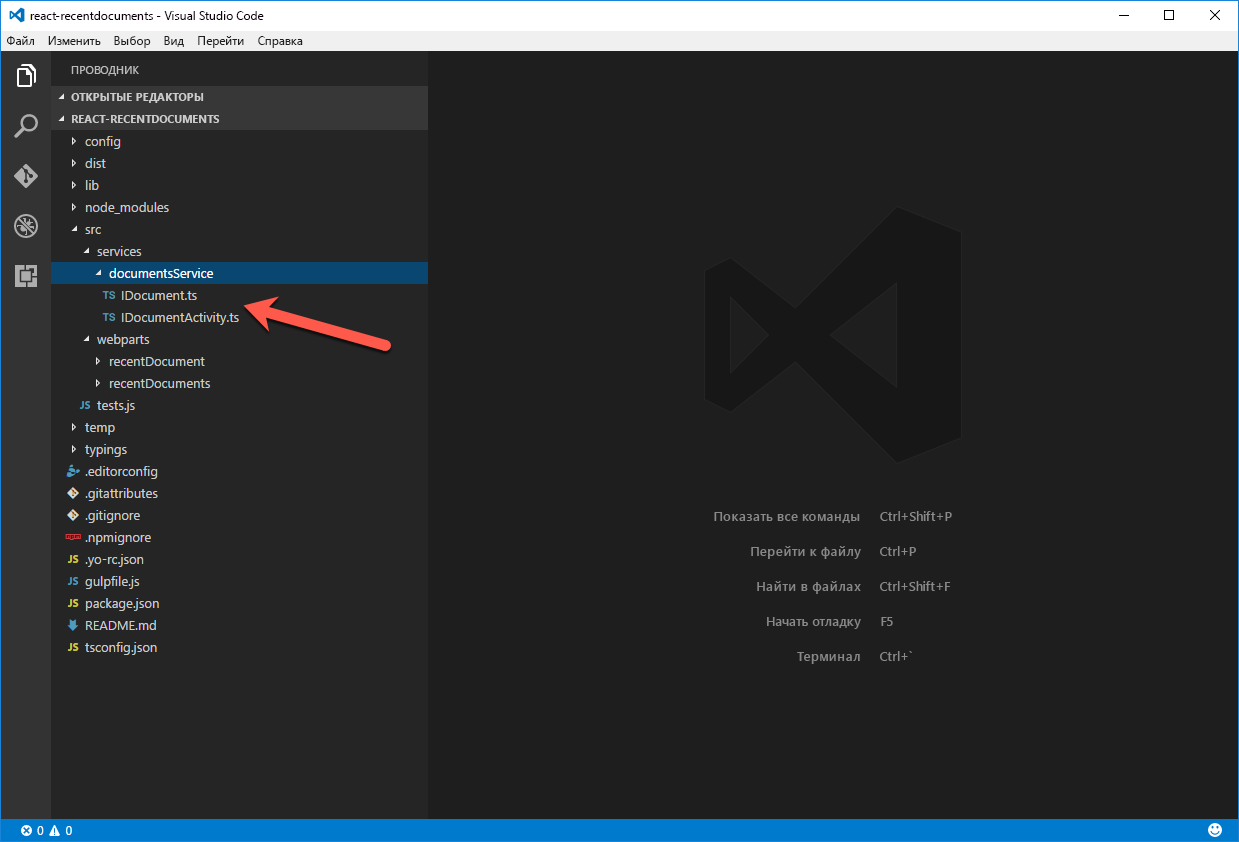 react-recentdocuments - Visual Studio Code
Файл Изменить Выбор Вид Перейти Справка
ПРОВОДНИК
ОТКРЫТЫЕ РЕДАКТОРЫ
REACT-RECENTDOCUMENTS
config
dist
lib
node_modules
src
services
documentsService
TS IDocument.ts
TS IDocumentActivity.ts
webparts
recentDocument
recentDocuments
JS tests.js
temp
typings
.editorconfig
.gitattributes
.gitignore
npm .npmignore
JS .yo-rc.json
JS gulpfile.js
JS package.json
README.md
JS tsconfig.json
Показать все команды Ctrl+Shift+P
Перейти к файлу Ctrl+P
Найти в файлах Ctrl+Shift+F
Начать отладку F5
Терминал Ctrl+`
0 0